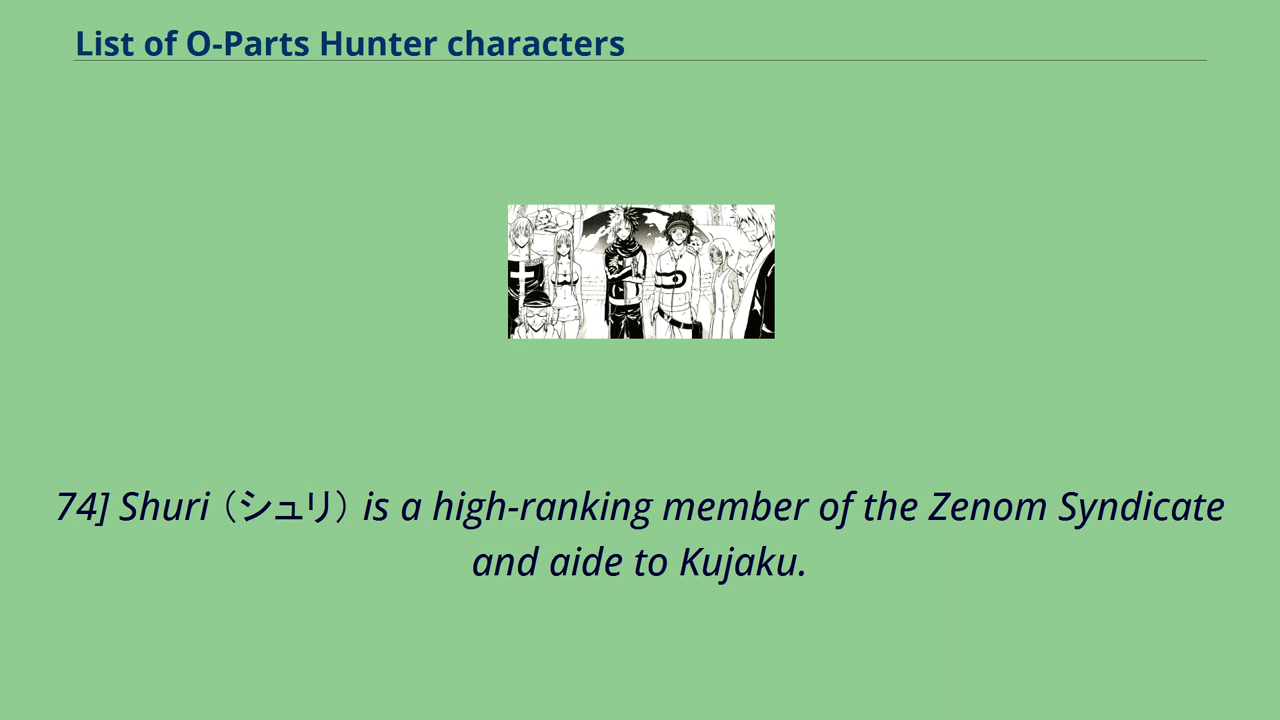 List of O-Parts Hunter characters
74] Shuri（シュリ）is a high-ranking member of the Zenom Syndicate
and aide to Kujaku.